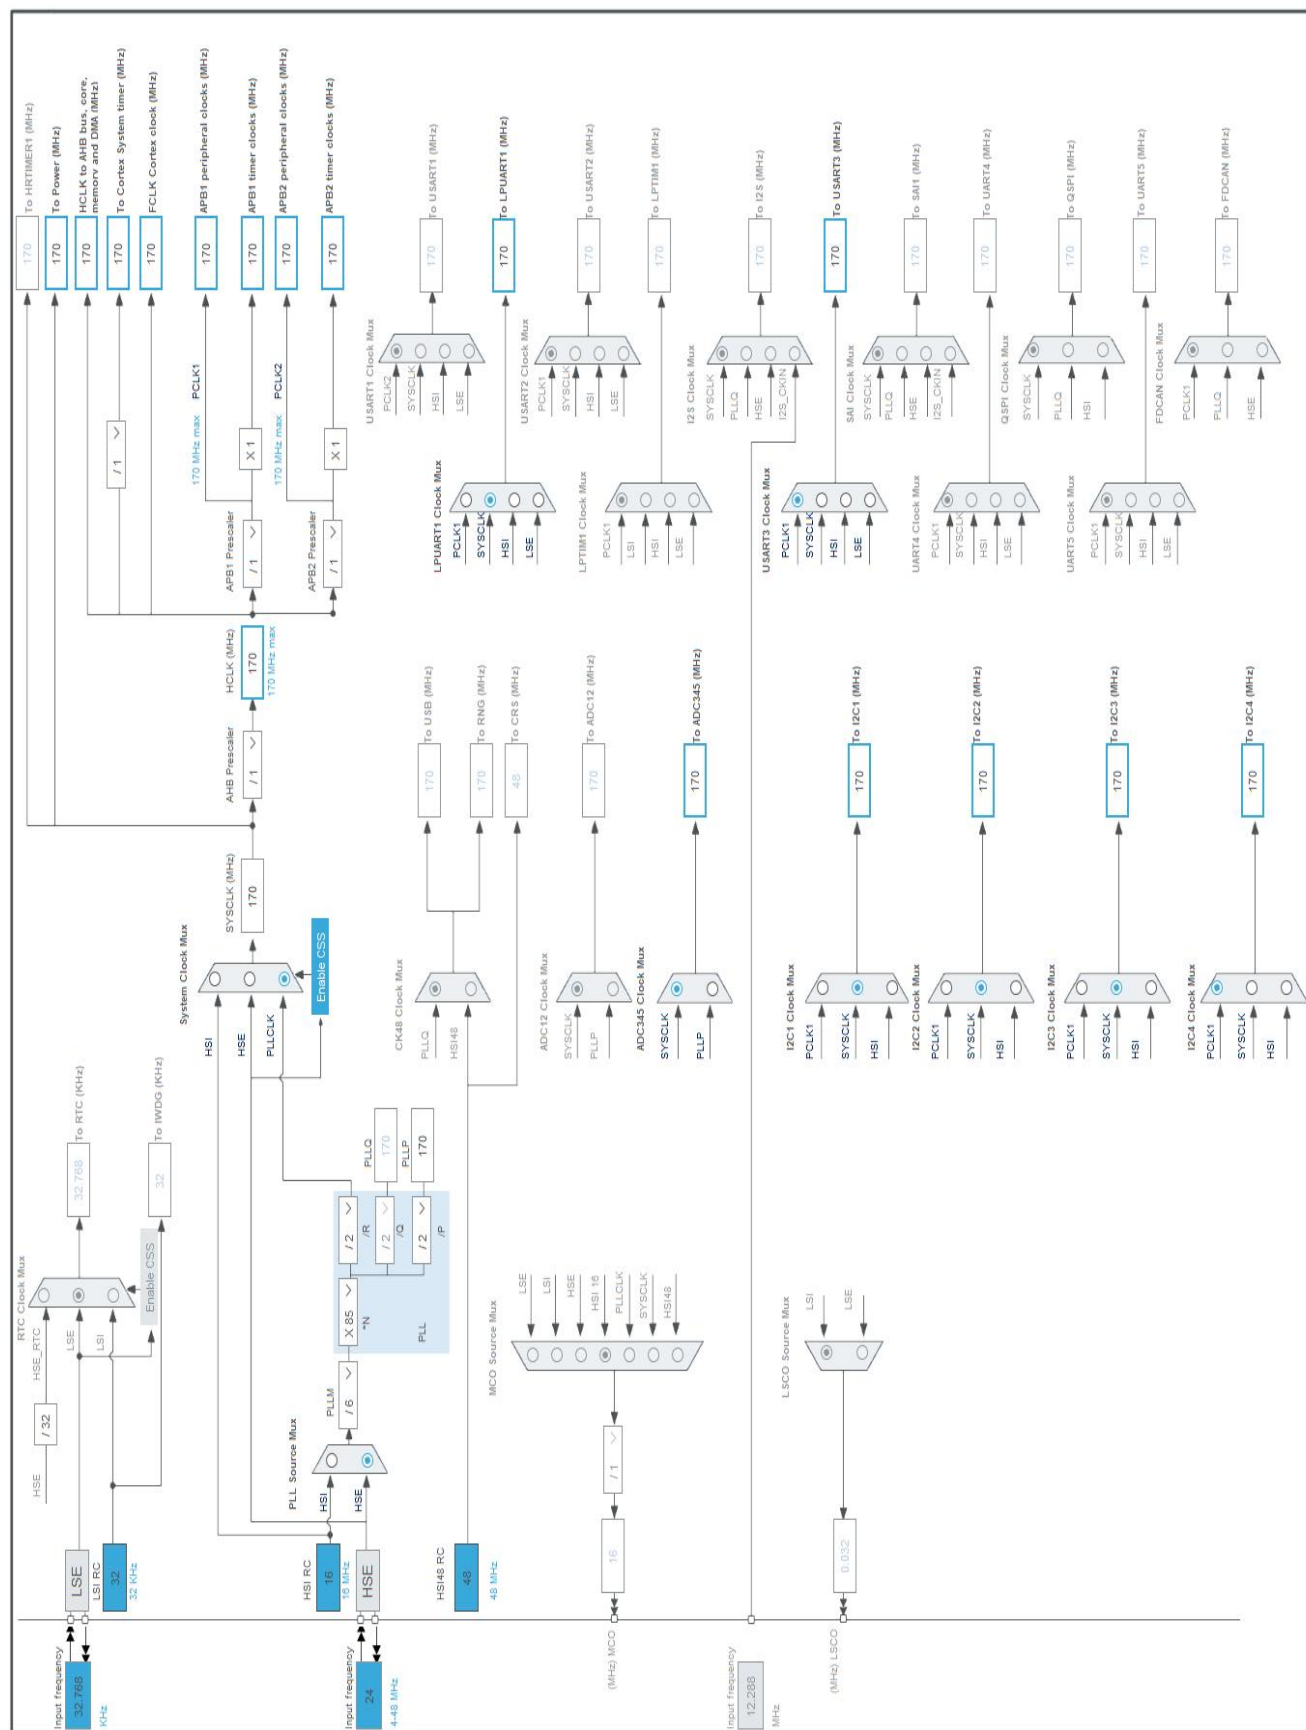 RTC Clock Mux
HSE
/ 32
HSE_RTC
Input frequency
32.768
KHz
LSE
LSE
To RTC (KHz)
32.768
LSI RC
32
32 KHz
LSI
Enable CSS
To IWDG (KHz)
32
System Clock Mux
HSI
HSE
PLLCLK
Enable CSS
SYSCLK (MHz)
170
AHB Prescaler
/ 1
HCLK (MHz)
170
170 MHz max
To HRTIMER1 (MHz)
170
To Power (MHz)
170
HCLK to AHB bus, core,
memory and DMA (MHz)
170
/ 1
To Cortex System timer (MHz)
170
FCLK Cortex clock (MHz)
170
APB1 Prescaler
/ 1
170 MHz max
PCLK1
APB1 peripheral clocks (MHz)
170
X 1
APB1 timer clocks (MHz)
170
APB2 Prescaler
/ 1
170 MHz max
PCLK2
APB2 peripheral clocks (MHz)
170
X 1
APB2 timer clocks (MHz)
170
HSI RC
16
16 MHz
PLL Source Mux
HSI
HSE
Input frequency
24
4-48 MHz
HSE
PLLM
/ 6
X 85
*N
/ 2
/R
/ 2
/Q
/ 2
/P
PLL
PLLQ
170
PLLP
170
HSI48 RC
48
48 MHz
CK48 Clock Mux
PLLQ
HSI48
To USB (MHz)
170
To RNG (MHz)
170
To CRS (MHz)
48
ADC12 Clock Mux
SYSCLK
PLLP
To ADC12 (MHz)
170
ADC345 Clock Mux
SYSCLK
PLLP
To ADC345 (MHz)
170
USART1 Clock Mux
PCLK2
SYSCLK
HSI
LSE
To USART1 (MHz)
170
LPUART1 Clock Mux
PCLK1
SYSCLK
HSI
LSE
To LPUART1 (MHz)
170
USART2 Clock Mux
PCLK1
SYSCLK
HSI
LSE
To USART2 (MHz)
170
LPTIM1 Clock Mux
PCLK1
LSI
HSI
LSE
To LPTIM1 (MHz)
170
I2S Clock Mux
SYSCLK
PLLQ
HSE
I2S_CKIN
To I2S (MHz)
170
USART3 Clock Mux
PCLK1
SYSCLK
HSI
LSE
To USART3 (MHz)
170
SAI Clock Mux
SYSCLK
PLLQ
HSE
I2S_CKIN
To SAI1 (MHz)
170
UART4 Clock Mux
PCLK1
SYSCLK
HSI
LSE
To UART4 (MHz)
170
QSPI Clock Mux
SYSCLK
PLLQ
HSI
To QSPI (MHz)
170
UART5 Clock Mux
PCLK1
SYSCLK
HSI
LSE
To UART5 (MHz)
170
FDCAN Clock Mux
PCLK1
PLLQ
HSE
To FDCAN (MHz)
170
MCO Source Mux
LSE
LSI
HSE
HSI 16
PLLCLK
SYSCLK
HSI48
/ 1
16
(MHz) MCO
Input frequency
12.288
MHz
LSCO Source Mux
LSI
LSE
0.032
(MHz) LSCO
I2C1 Clock Mux
PCLK1
SYSCLK
HSI
To I2C1 (MHz)
170
I2C2 Clock Mux
PCLK1
SYSCLK
HSI
To I2C2 (MHz)
170
I2C3 Clock Mux
PCLK1
SYSCLK
HSI
To I2C3 (MHz)
170
I2C4 Clock Mux
PCLK1
SYSCLK
HSI
To I2C4 (MHz)
170